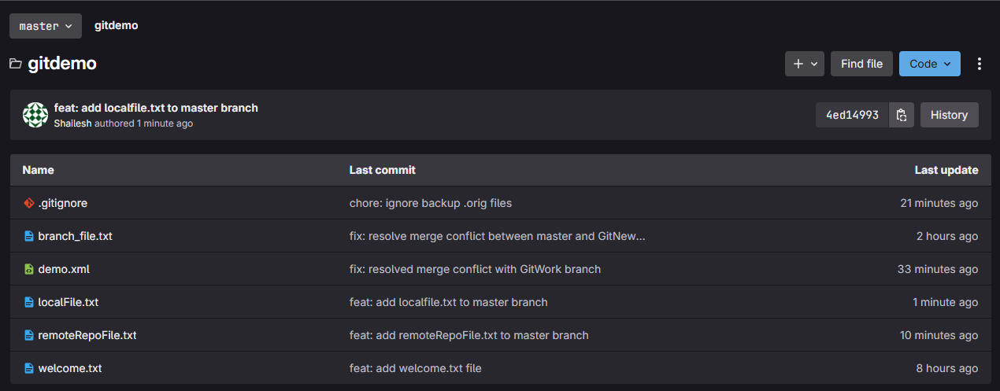 master gitdemo
gitdemo
+ Find file Code
feat: add localfile.txt to master branch
Shailesh authored 1 minute ago
4ed14993 History
Name Last commit Last update
.gitignore chore: ignore backup .orig files 21 minutes ago
branch_file.txt fix: resolve merge conflict between master and GitNew... 2 hours ago
demo.xml fix: resolved merge conflict with GitWork branch 33 minutes ago
localFile.txt feat: add localfile.txt to master branch 1 minute ago
remoteRepoFile.txt feat: add remoteRepoFile.txt to master branch 10 minutes ago
welcome.txt feat: add welcome.txt file 8 hours ago